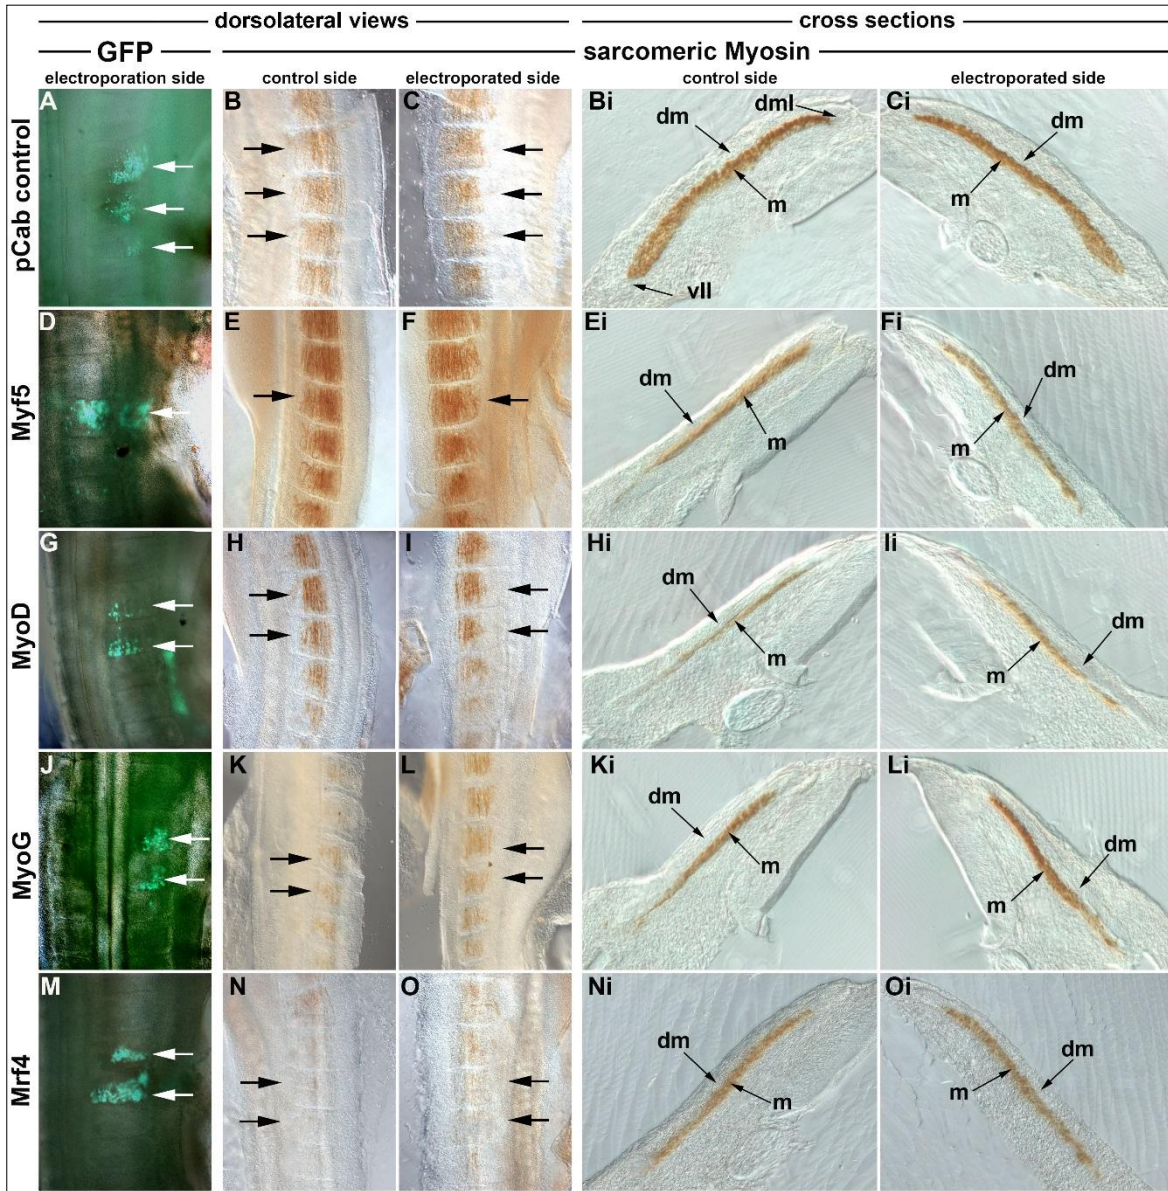 dorsolateral views cross sections
GFP sarcomeric Myosin
electroporation side control side electroporated side control side electroporated side
pCab control
A B C Bi Ci
dml
dm dm
m m
vll
Myf5
D E F Ei Fi
dm dm
m m
MyoD
G H I Hi Ii
dm dm
m m
MyoG
J K L Ki Li
dm dm
m m
Mrf4
M N O Ni Oi
dm dm
m m